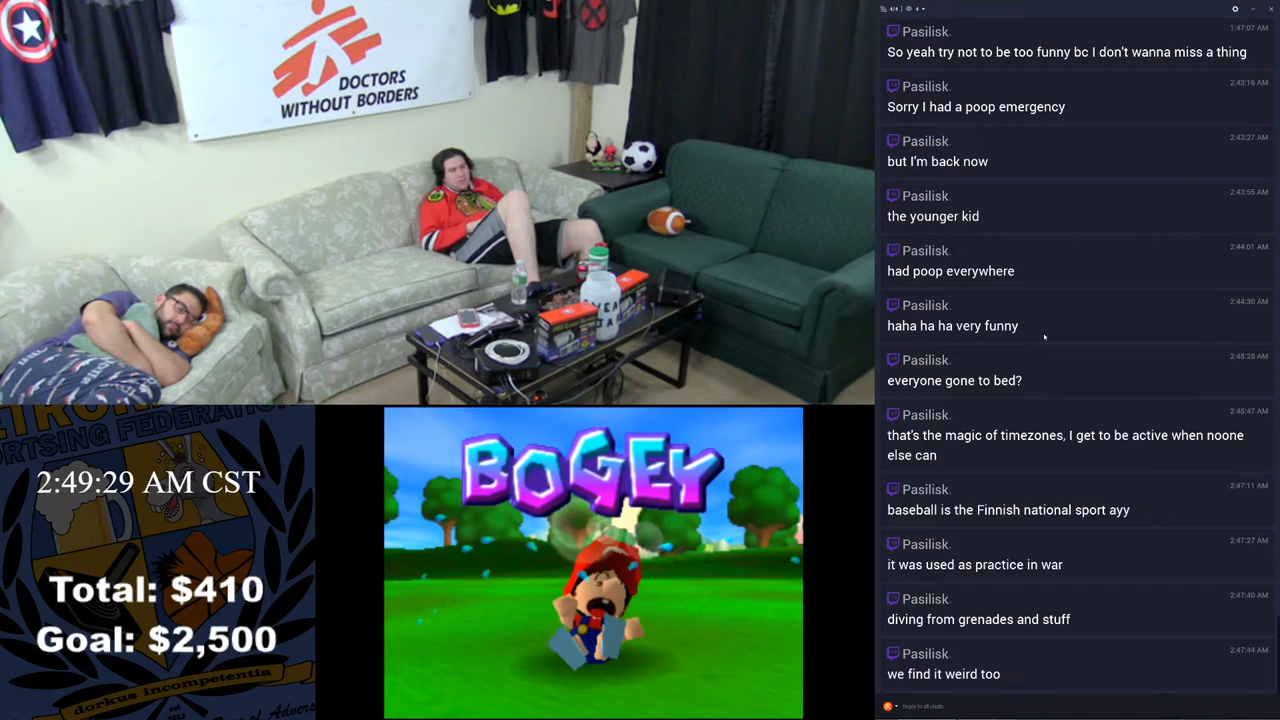 DOCTORS
WITHOUT BORDERS
4/4
4
Pasilisk
1:47:07 AM
So yeah try not to be too funny bc I don't wanna miss a thing
Pasilisk
2:43:16 AM
Sorry I had a poop emergency
Pasilisk
2:43:27 AM
but I'm back now
Pasilisk
2:43:55 AM
the younger kid
Pasilisk
2:44:01 AM
had poop everywhere
Pasilisk
2:44:30 AM
haha ha ha very funny
Pasilisk
2:45:28 AM
everyone gone to bed?
Pasilisk
2:45:47 AM
that's the magic of timezones, I get to be active when noone
else can
Pasilisk
2:47:11 AM
baseball is the Finnish national sport ayy
Pasilisk
2:47:27 AM
it was used as practice in war
Pasilisk
2:47:40 AM
diving from grenades and stuff
Pasilisk
2:47:44 AM
we find it weird too
Reply to all chats
2:49:29 AM CST
Total: $410
Goal: $2,500
dorkus incompetentia
BOGEY